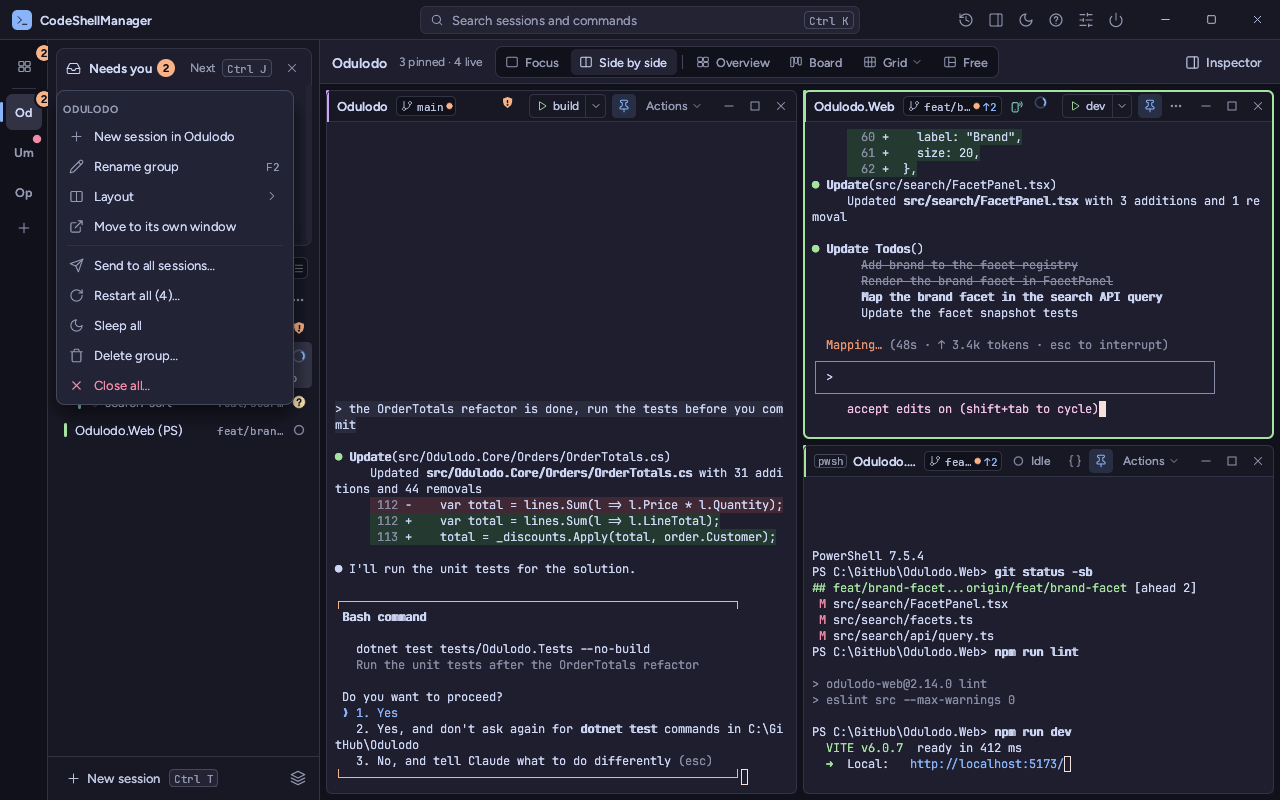 CodeShellManager
Search sessions and commands
Ctrl K
2
2
Od
Um
Op
Needs you 2
Next Ctrl J
ODULODO
New session in Odulodo
Rename group F2
Layout
Move to its own window
Send to all sessions...
Restart all (4)...
Sleep all
Delete group...
Close all...
Odulodo.Web (PS) feat/bran…
New session Ctrl T
Odulodo 3 pinned · 4 live
Focus
Side by side
Overview
Board
Grid
Free
Inspector
Odulodo main
build
Actions
> the OrderTotals refactor is done, run the tests before you com
mit
Update(src/Odulodo.Core/Orders/OrderTotals.cs)
Updated src/Odulodo.Core/Orders/OrderTotals.cs with 31 addi
tions and 44 removals
112 - var total = lines.Sum(l => l.Price * l.Quantity);
112 + var total = lines.Sum(l => l.LineTotal);
113 + total = _discounts.Apply(total, order.Customer);
I'll run the unit tests for the solution.
Bash command
dotnet test tests/Odulodo.Tests --no-build
Run the unit tests after the OrderTotals refactor
Do you want to proceed?
❯ 1. Yes
2. Yes, and don't ask again for dotnet test commands in C:\Gi
tHub\Odulodo
3. No, and tell Claude what to do differently (esc)
Odulodo.Web feat/b… ↑2
dev
60 + label: "Brand",
61 + size: 20,
62 + },
Update(src/search/FacetPanel.tsx)
Updated src/search/FacetPanel.tsx with 3 additions and 1 re
moval
Update Todos()
Add brand to the facet registry
Render the brand facet in FacetPanel
Map the brand facet in the search API query
Update the facet snapshot tests
Mapping… (48s · ↑ 3.4k tokens · esc to interrupt)
>
accept edits on (shift+tab to cycle)
pwsh Odulodo.… fea… ↑2 Idle {} Actions
PowerShell 7.5.4
PS C:\GitHub\Odulodo.Web> git status -sb
## feat/brand-facet...origin/feat/brand-facet [ahead 2]
M src/search/FacetPanel.tsx
M src/search/facets.ts
M src/search/api/query.ts
PS C:\GitHub\Odulodo.Web> npm run lint
> odulodo-web@2.14.0 lint
> eslint src --max-warnings 0
PS C:\GitHub\Odulodo.Web> npm run dev
VITE v6.0.7 ready in 412 ms
➜ Local: http://localhost:5173/